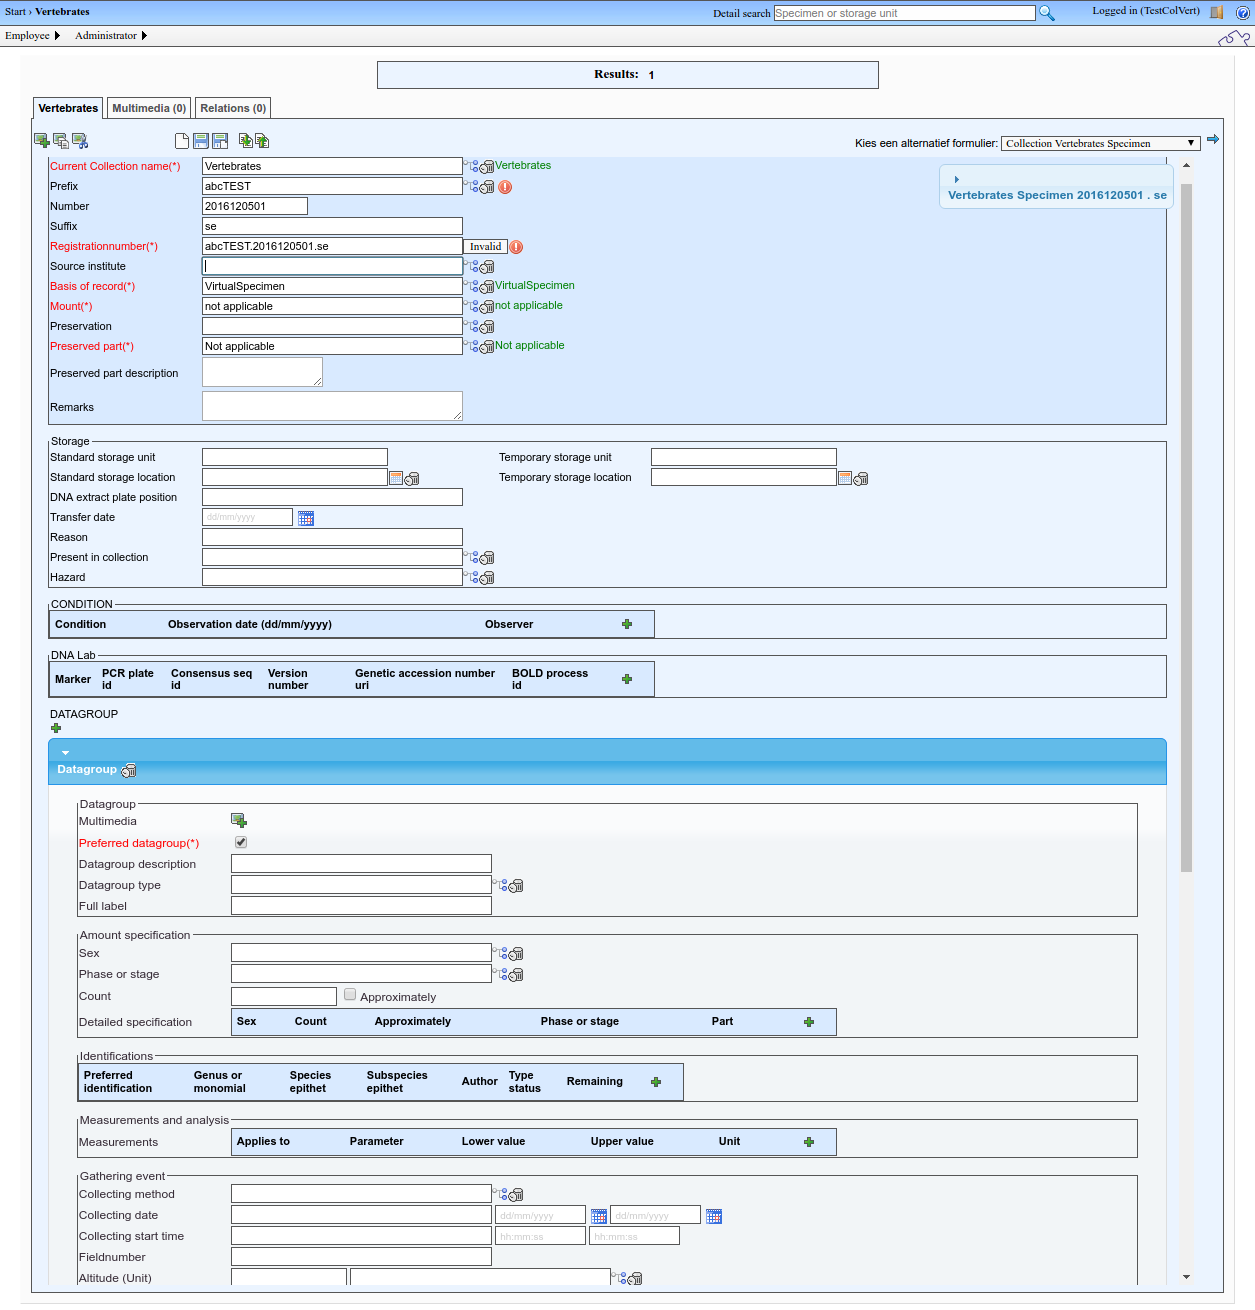 Start › Vertebrates
Detail search Specimen or storage unit
Logged in (TestColVert)
Employee Administrator
Results: 1
Vertebrates Multimedia (0) Relations (0)
Kies een alternatief formulier: Collection Vertebrates Specimen
Current Collection name(*) Vertebrates Vertebrates
Prefix abcTEST
Vertebrates Specimen 2016120501 . se
Number 2016120501
Suffix se
Registrationnumber(*) abcTEST.2016120501.se Invalid
Source institute
Basis of record(*) VirtualSpecimen VirtualSpecimen
Mount(*) not applicable not applicable
Preservation
Preserved part(*) Not applicable Not applicable
Preserved part description
Remarks
Storage
Standard storage unit Temporary storage unit
Standard storage location Temporary storage location
DNA extract plate position
Transfer date dd/mm/yyyy
Reason
Present in collection
Hazard
CONDITION
Condition Observation date (dd/mm/yyyy) Observer
DNA Lab
Marker PCR plate id Consensus seq id Version number Genetic accession number uri BOLD process id
DATAGROUP
Datagroup
Datagroup
Multimedia
Preferred datagroup(*)
Datagroup description
Datagroup type
Full label
Amount specification
Sex
Phase or stage
Count Approximately
Detailed specification Sex Count Approximately Phase or stage Part
Identifications
Preferred identification Genus or monomial Species epithet Subspecies epithet Author Type status Remaining
Measurements and analysis
Measurements Applies to Parameter Lower value Upper value Unit
Gathering event
Collecting method
Collecting date dd/mm/yyyy dd/mm/yyyy
Collecting start time hh:mm:ss hh:mm:ss
Fieldnumber
Altitude (Unit)